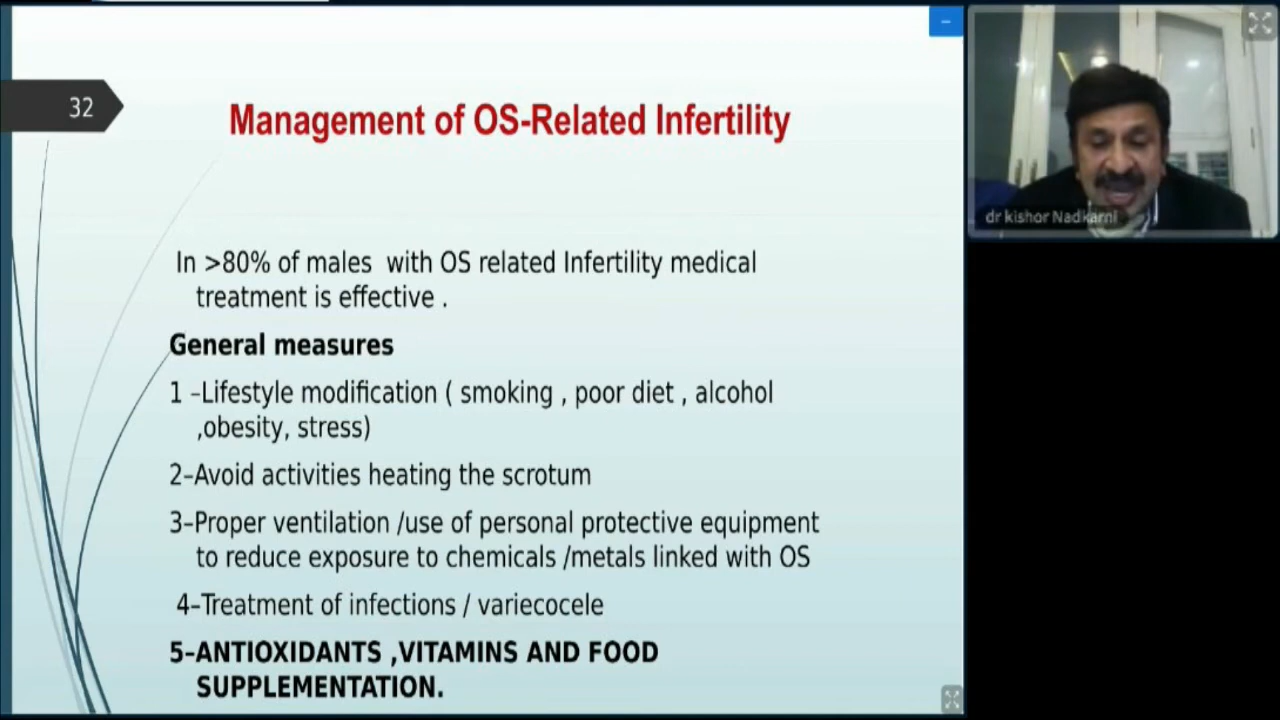 32
Management of OS-Related Infertility
In >80% of males with OS related Infertility medical
treatment is effective .
General measures
1 –Lifestyle modification ( smoking , poor diet , alcohol
,obesity, stress)
2–Avoid activities heating the scrotum
3–Proper ventilation /use of personal protective equipment
to reduce exposure to chemicals /metals linked with OS
4–Treatment of infections / variecocele
5–ANTIOXIDANTS ,VITAMINS AND FOOD
SUPPLEMENTATION.
dr kishor Nadkarni